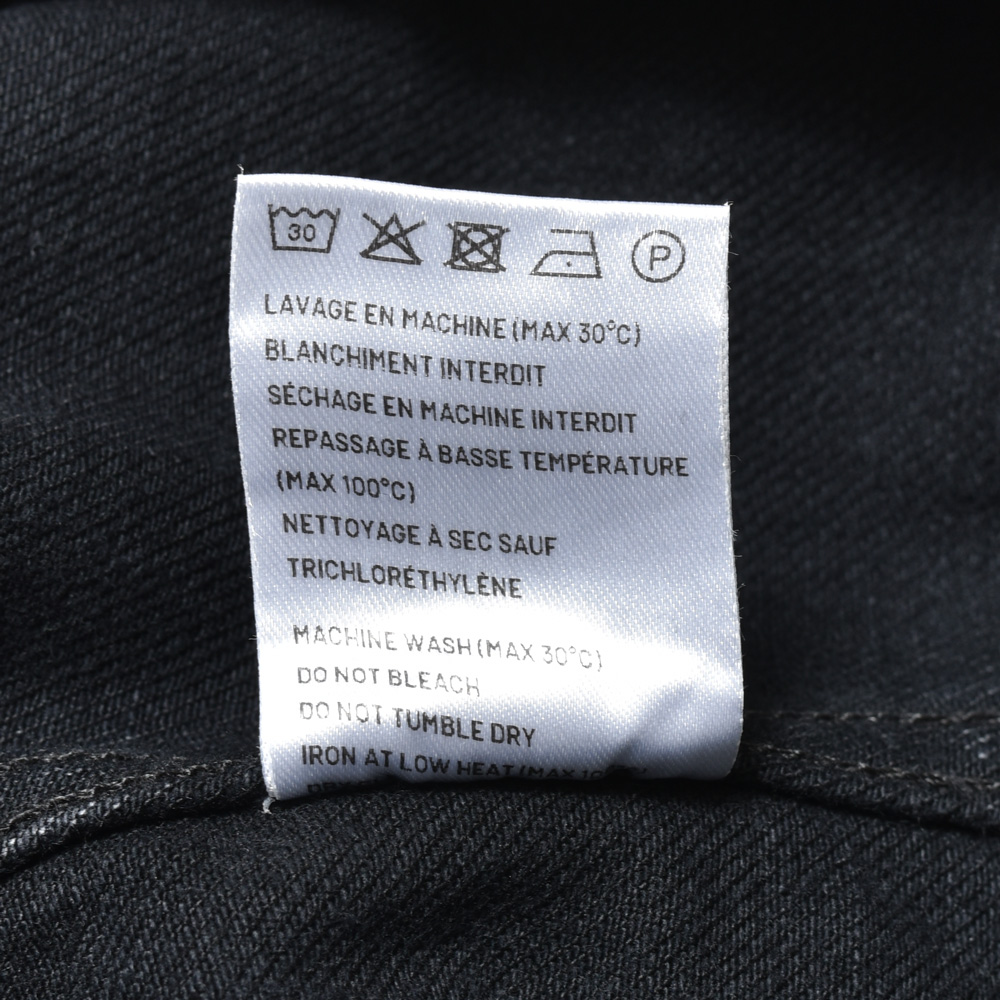 30 P
LAVAGE EN MACHINE (MAX 30°C)
BLANCHIMENT INTERDIT
SÉCHAGE EN MACHINE INTERDIT
REPASSAGE À BASSE TEMPÉRATURE
(MAX 100°C)
NETTOYAGE À SEC SAUF
TRICHLORÉTHYLÈNE
MACHINE WASH (MAX 30°C)
DO NOT BLEACH
DO NOT TUMBLE DRY
IRON AT LOW HEAT (MAX